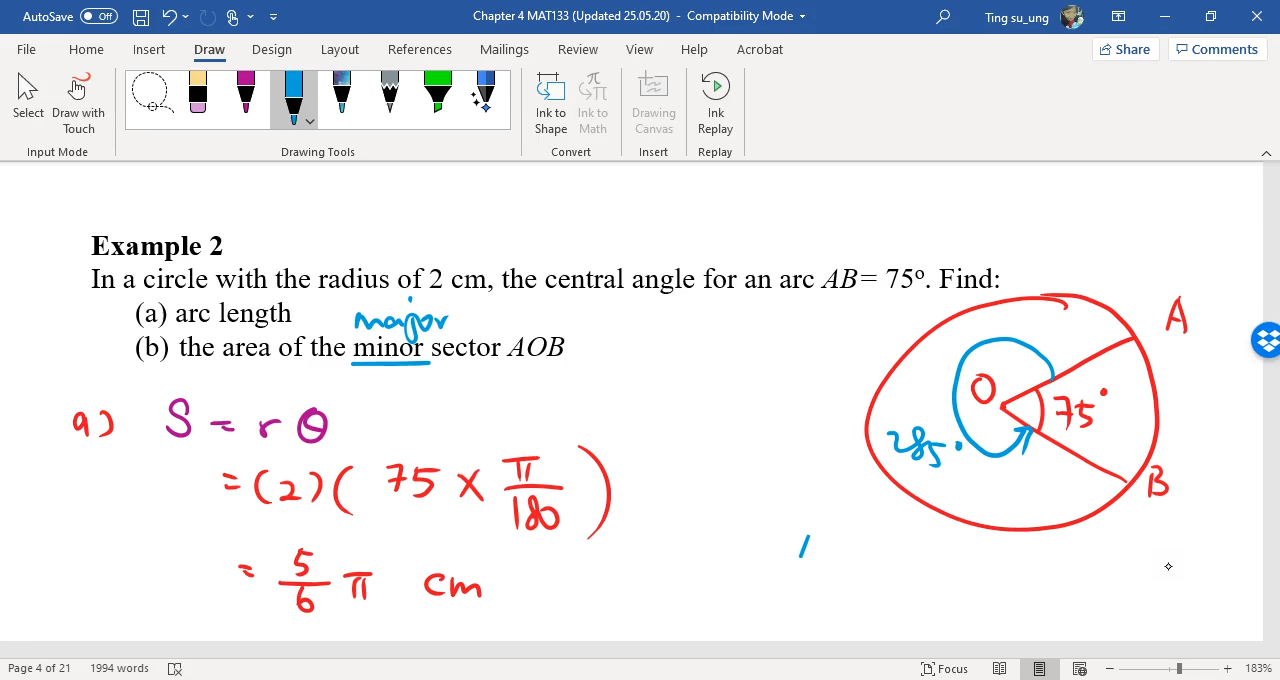 AutoSave Off Chapter 4 MAT133 (Updated 25.05.20) - Compatibility Mode Ting su_ung
File Home Insert Draw Design Layout References Mailings Review View Help Acrobat Share Comments
Select Draw with Touch Ink to Shape Ink to Math Drawing Canvas Ink Replay
Input Mode Drawing Tools Convert Insert Replay
Example 2
In a circle with the radius of 2 cm, the central angle for an arc AB= 75°. Find:
(a) arc length
major
(b) the area of the minor sector AOB
A
O 75°
285°
B
a) S = rθ
= (2)(75 × π/180)
= 5/6 π cm
Page 4 of 21 1994 words Focus 183%